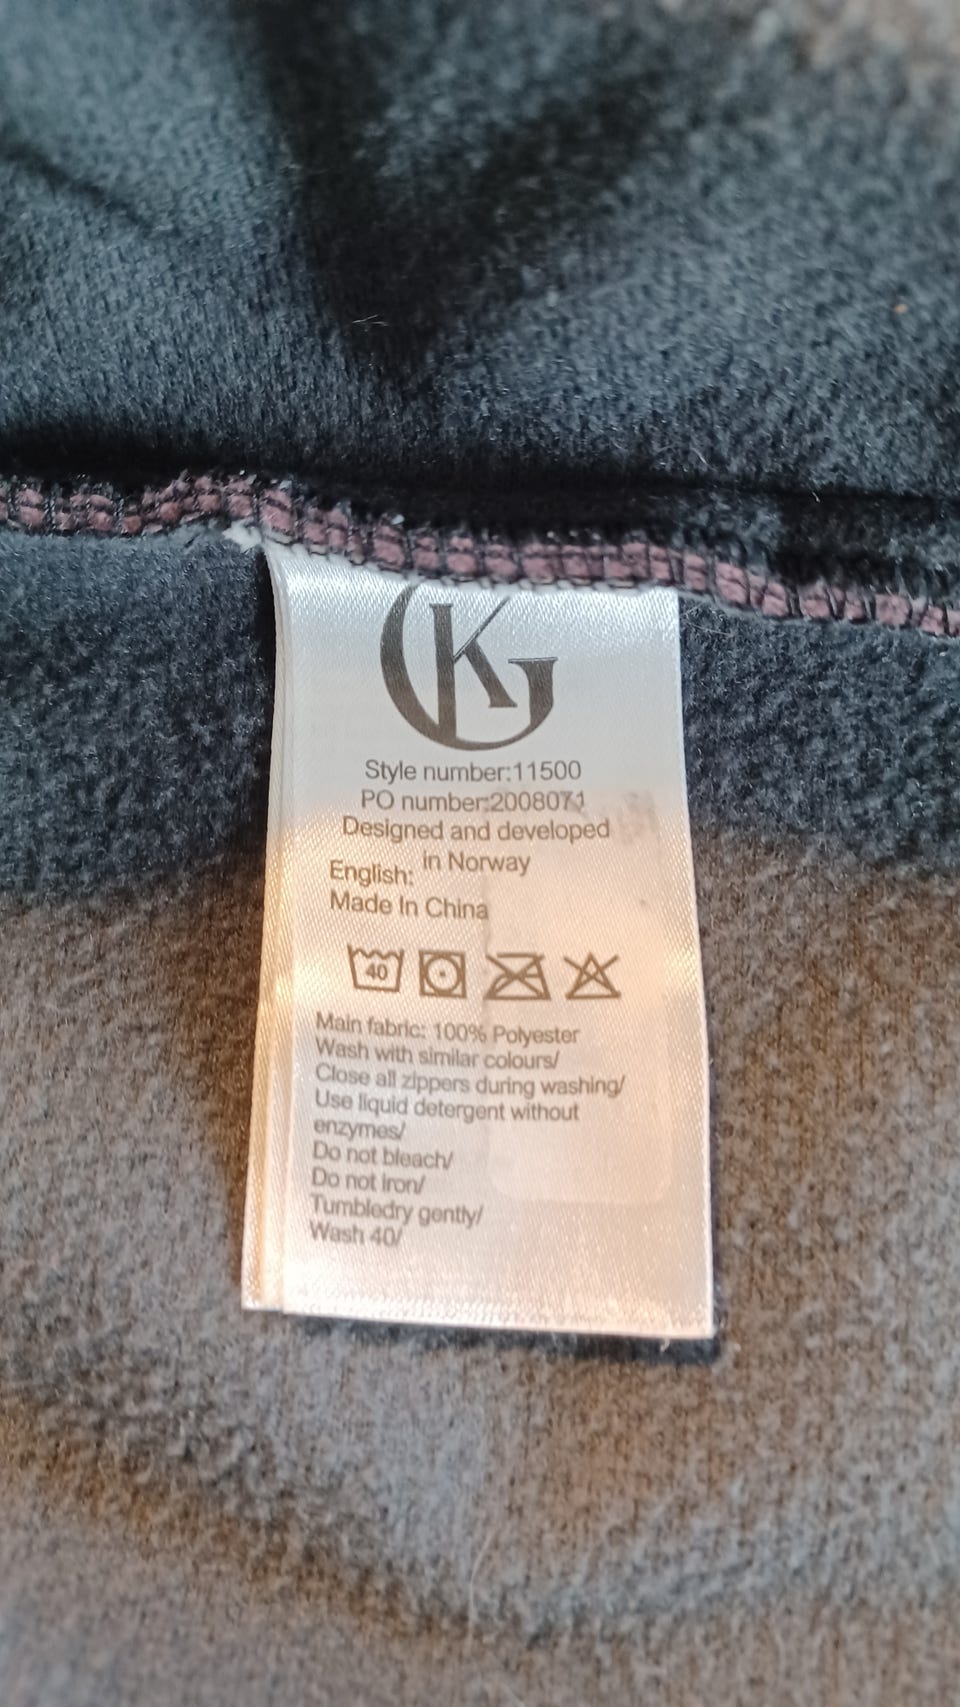 KG
Style number:11500
PO number:2008071
Designed and developed
in Norway
English:
Made In China
40
Main fabric: 100% Polyester
Wash with similar colours/
Close all zippers during washing/
Use liquid detergent without
enzymes/
Do not bleach/
Do not iron/
Tumbledry gently/
Wash 40/